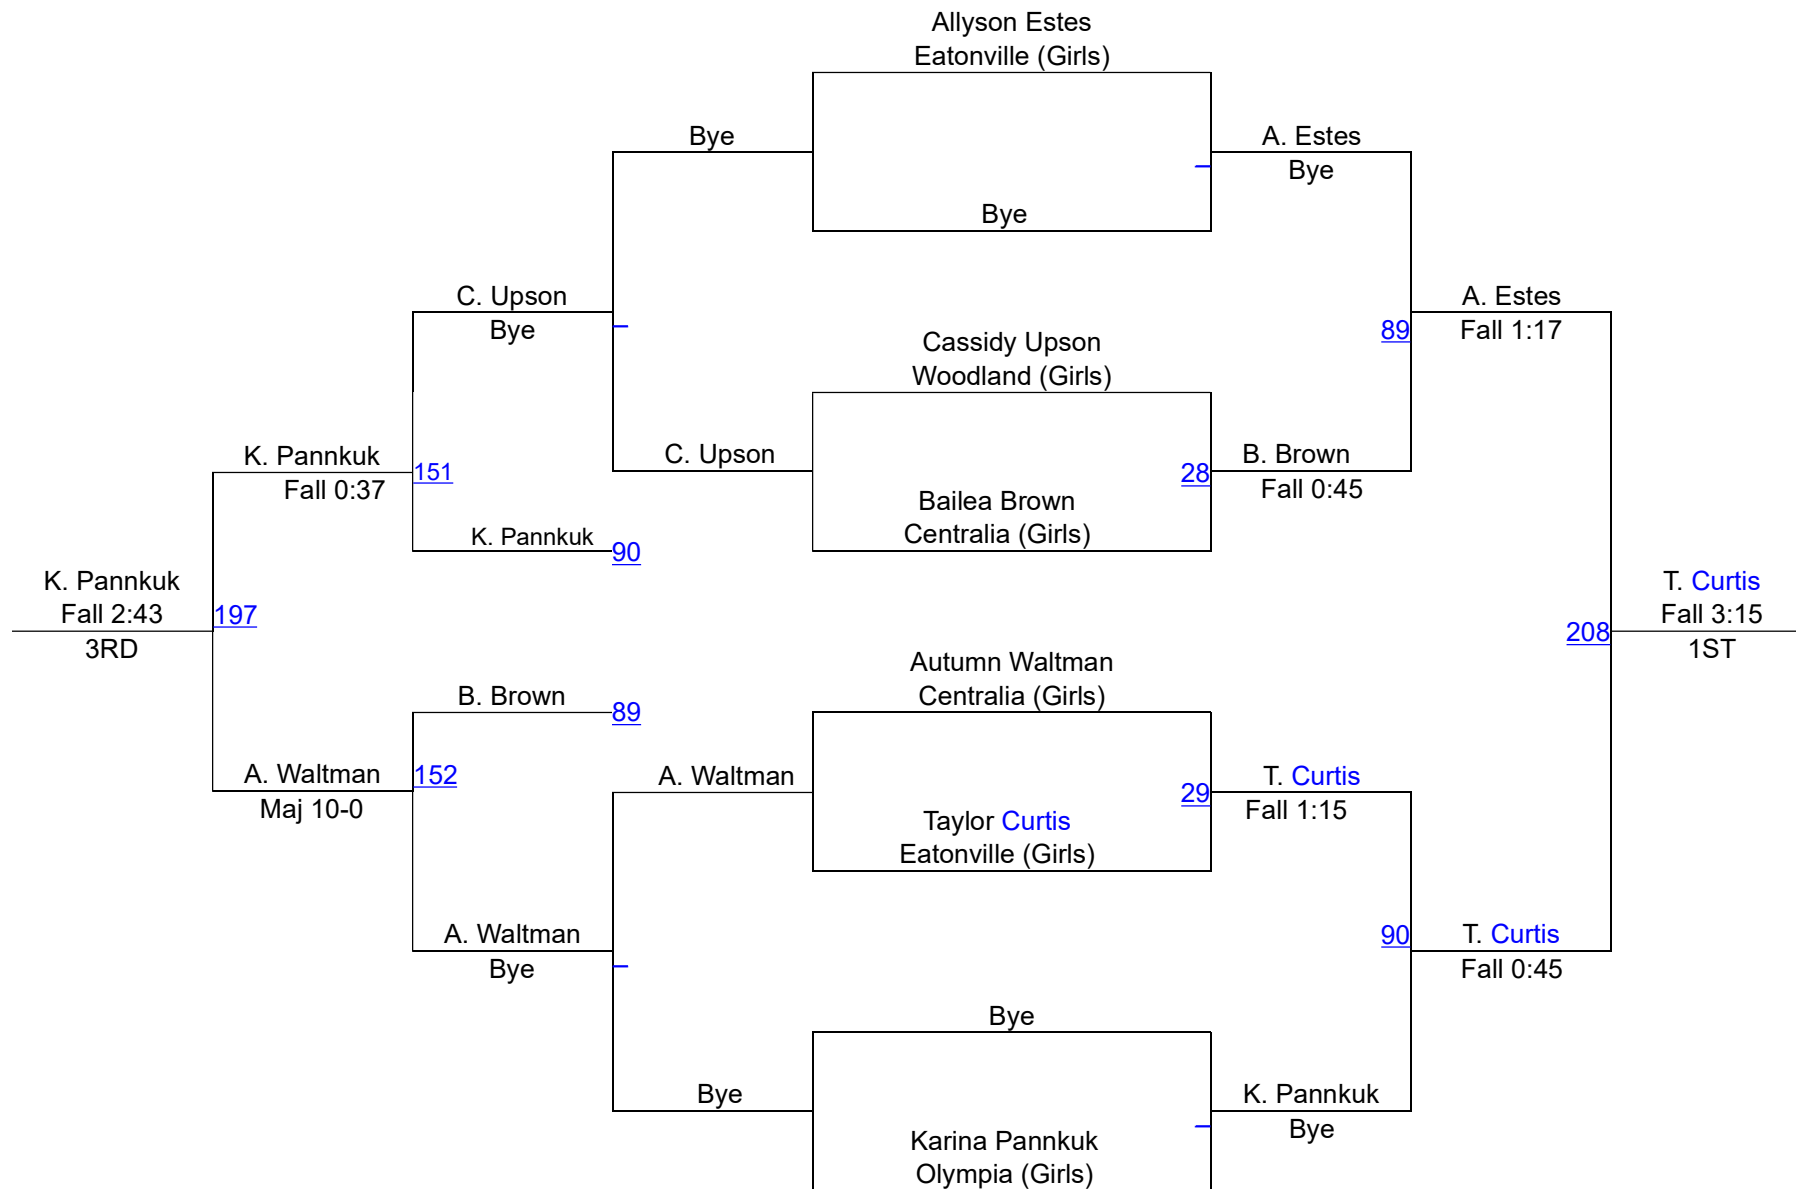 Allyson Estes
Eatonville (Girls)
Bye
A. Estes
Bye
Bye
C. Upson
Bye
A. Estes
Fall 1:17
89
Cassidy Upson
Woodland (Girls)
K. Pannkuk
Fall 0:37
151
C. Upson
28
B. Brown
Fall 0:45
Bailea Brown
Centralia (Girls)
K. Pannkuk
90
K. Pannkuk
Fall 2:43
3RD
197
208
T. Curtis
Fall 3:15
1ST
Autumn Waltman
Centralia (Girls)
B. Brown
89
A. Waltman
Maj 10-0
152
A. Waltman
29
T. Curtis
Fall 1:15
Taylor Curtis
Eatonville (Girls)
A. Waltman
Bye
90
T. Curtis
Fall 0:45
Bye
Bye
K. Pannkuk
Bye
Karina Pannkuk
Olympia (Girls)